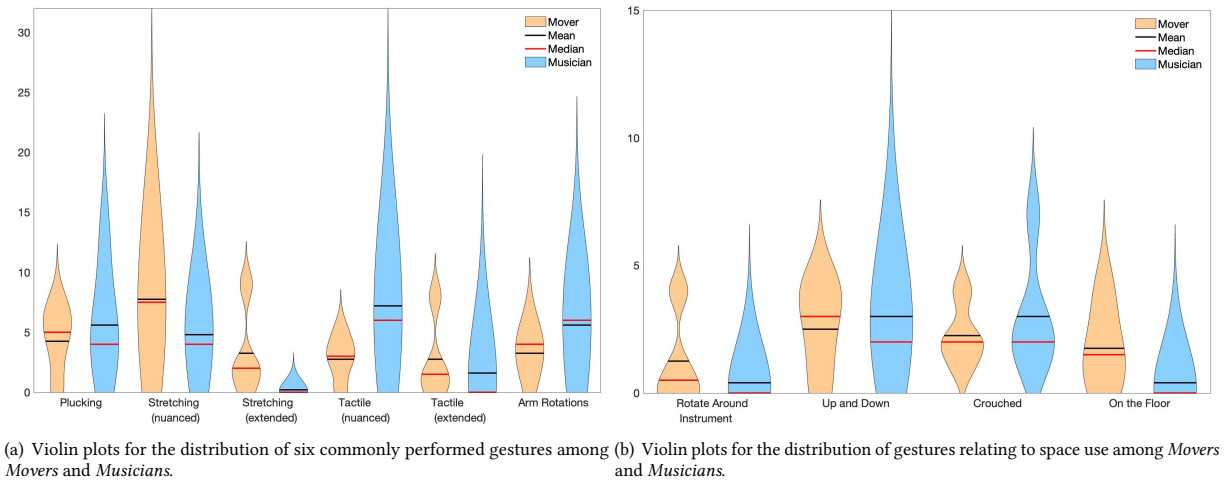 30
25
20
15
10
5
0
Mover
Mean
Median
Musician
Plucking
Stretching
(nuanced)
Stretching
(extended)
Tactile
(nuanced)
Tactile
(extended)
Arm Rotations
15
10
5
0
Mover
Mean
Median
Musician
Rotate Around
Instrument
Up and Down
Crouched
On the Floor
(a) Violin plots for the distribution of six commonly performed gestures among
Movers and Musicians.
(b) Violin plots for the distribution of gestures relating to space use among Movers
and Musicians.